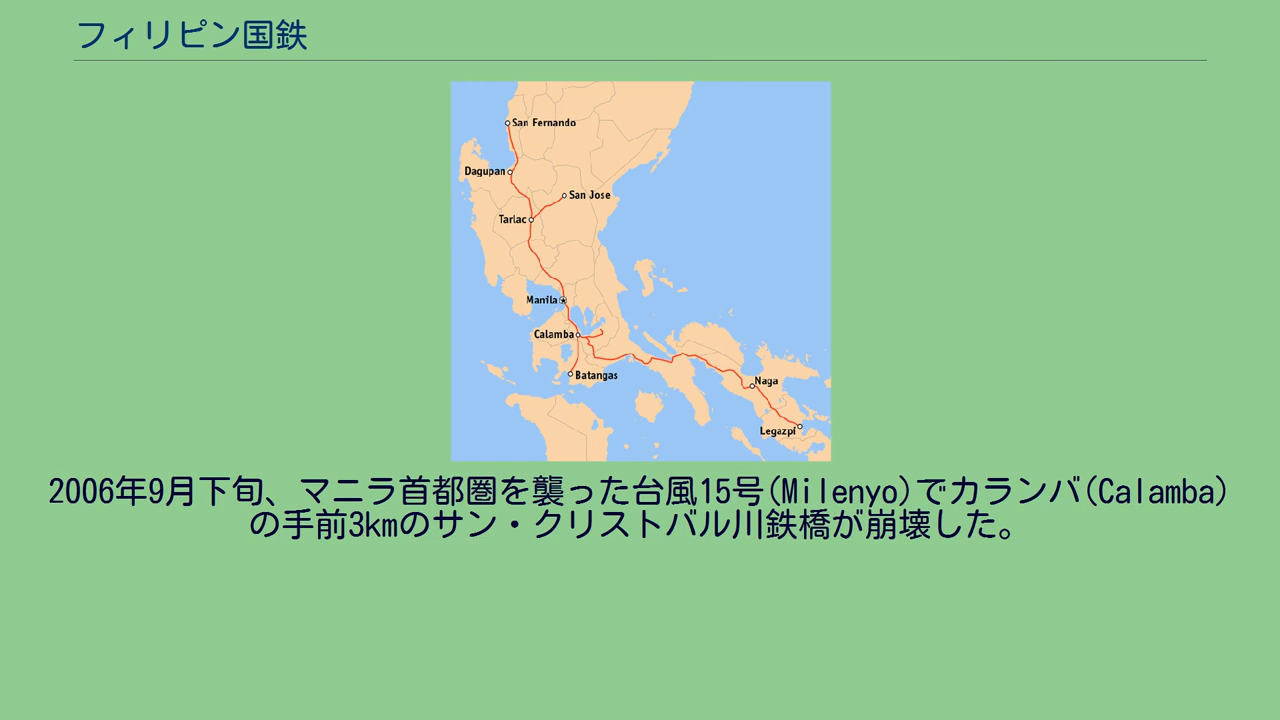 フィリピン国鉄
San Fernando
Dagupan
San Jose
Tarlac
Manila
Calamba
Batangas
Naga
Legazpi
2006年9月下旬、マニラ首都圏を襲った台風15号(Milenyo)でカランバ(Calamba)
の手前3kmのサン・クリストバル川鉄橋が崩壊した。